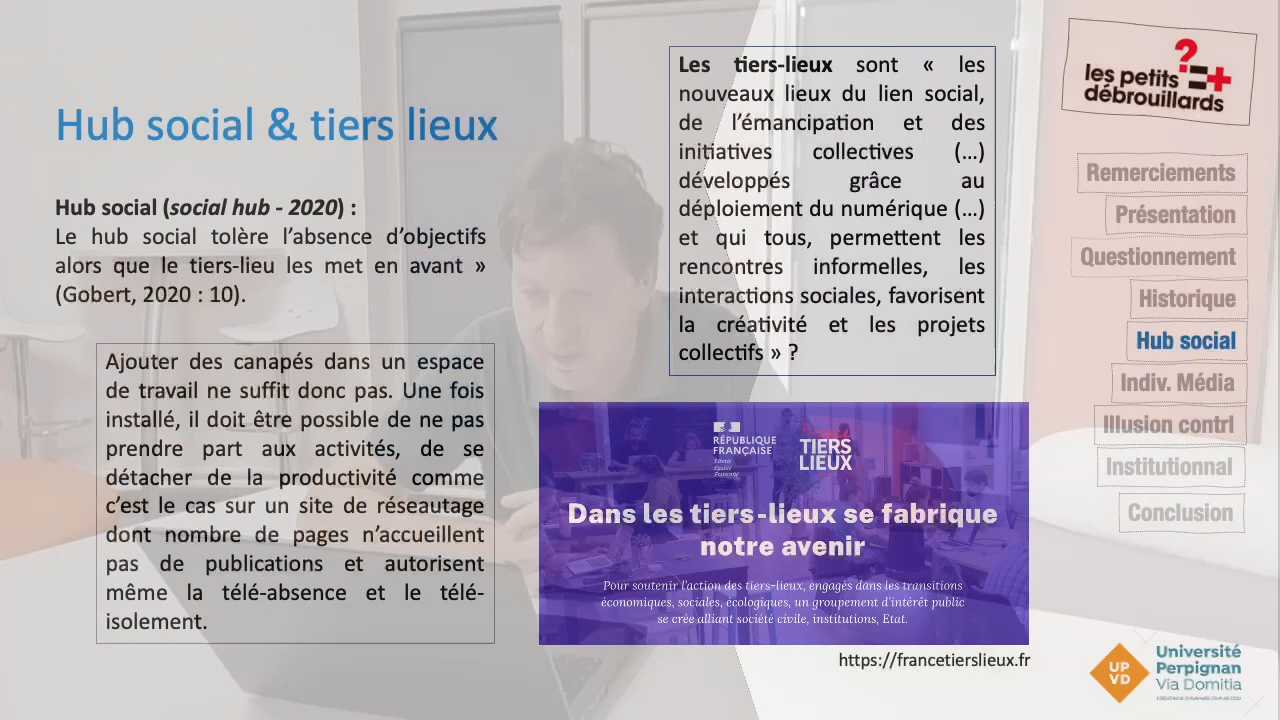 Hub social & tiers lieux
Hub social (social hub - 2020) :
Le hub social tolère l’absence d’objectifs
alors que le tiers-lieu les met en avant »
(Gobert, 2020 : 10).
Ajouter des canapés dans un espace
de travail ne suffit donc pas. Une fois
installé, il doit être possible de ne pas
prendre part aux activités, de se
détacher de la productivité comme
c’est le cas sur un site de réseautage
dont nombre de pages n’accueillent
pas de publications et autorisent
même la télé-absence et le télé-
isolement.
Les tiers-lieux sont « les
nouveaux lieux du lien social,
de l’émancipation et des
initiatives collectives (…)
développés grâce au
déploiement du numérique (…)
et qui tous, permettent les
rencontres informelles, les
interactions sociales, favorisent
la créativité et les projets
collectifs » ?
RÉPUBLIQUE
FRANÇAISE
Liberté
Égalité
Fraternité
France
TIERS
LIEUX
Dans les tiers-lieux se fabrique
notre avenir
Pour soutenir l’action des tiers-lieux, engagés dans les transitions
économiques, sociales, écologiques, un groupement d’intérêt public
se crée alliant société civile, institutions, Etat.
https://francetierslieux.fr
les petits
débrouillards
Remerciements
Présentation
Questionnement
Historique
Hub social
Indiv. Média
Illusion contrl
Institutionnal
Conclusion
UP
VD
Université
Perpignan
Via Domitia